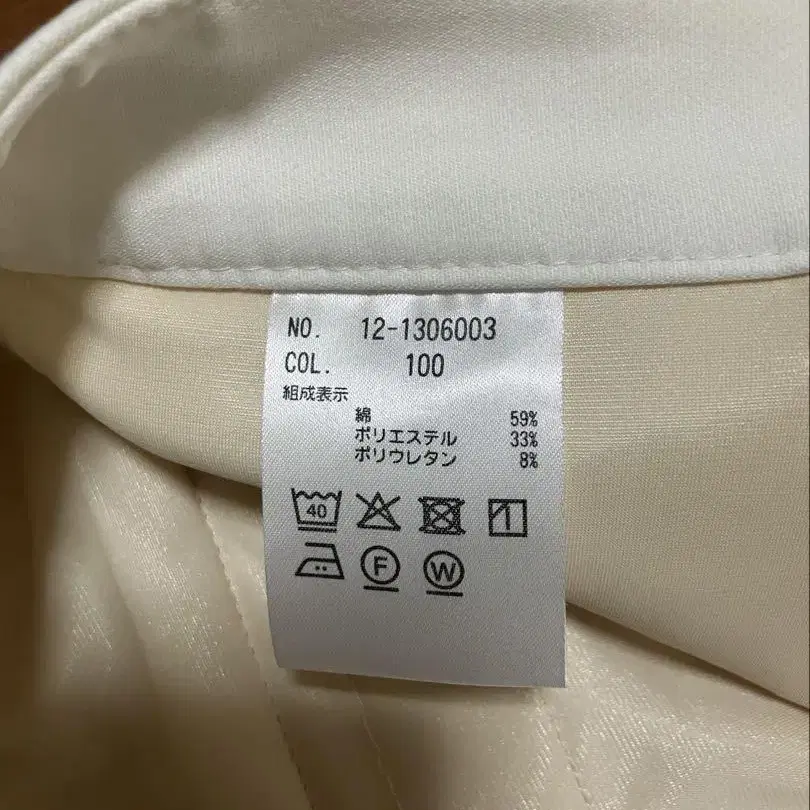 NO. 12-1306003
COL. 100
組成表示
綿 59%
ポリエステル 33%
ポリウレタン 8%
40
F W